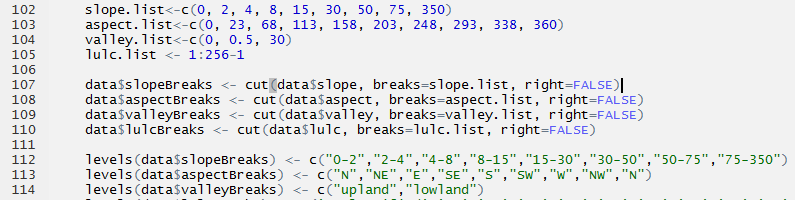 102 slope.list<-c(0, 2, 4, 8, 15, 30, 50, 75, 350)
103 aspect.list<-c(0, 23, 68, 113, 158, 203, 248, 293, 338, 360)
104 valley.list<-c(0, 0.5, 30)
105 lulc.list <- 1:256-1
106
107 data$slopeBreaks <- cut(data$slope, breaks=slope.list, right=FALSE)
108 data$aspectBreaks <- cut(data$aspect, breaks=aspect.list, right=FALSE)
109 data$valleyBreaks <- cut(data$valley, breaks=valley.list, right=FALSE)
110 data$lulcBreaks <- cut(data$lulc, breaks=lulc.list, right=FALSE)
111
112 levels(data$slopeBreaks) <- c("0-2","2-4","4-8","8-15","15-30","30-50","50-75","75-350")
113 levels(data$aspectBreaks) <- c("N","NE","E","SE","S","SW","W","NW","N")
114 levels(data$valleyBreaks) <- c("upland","lowland")